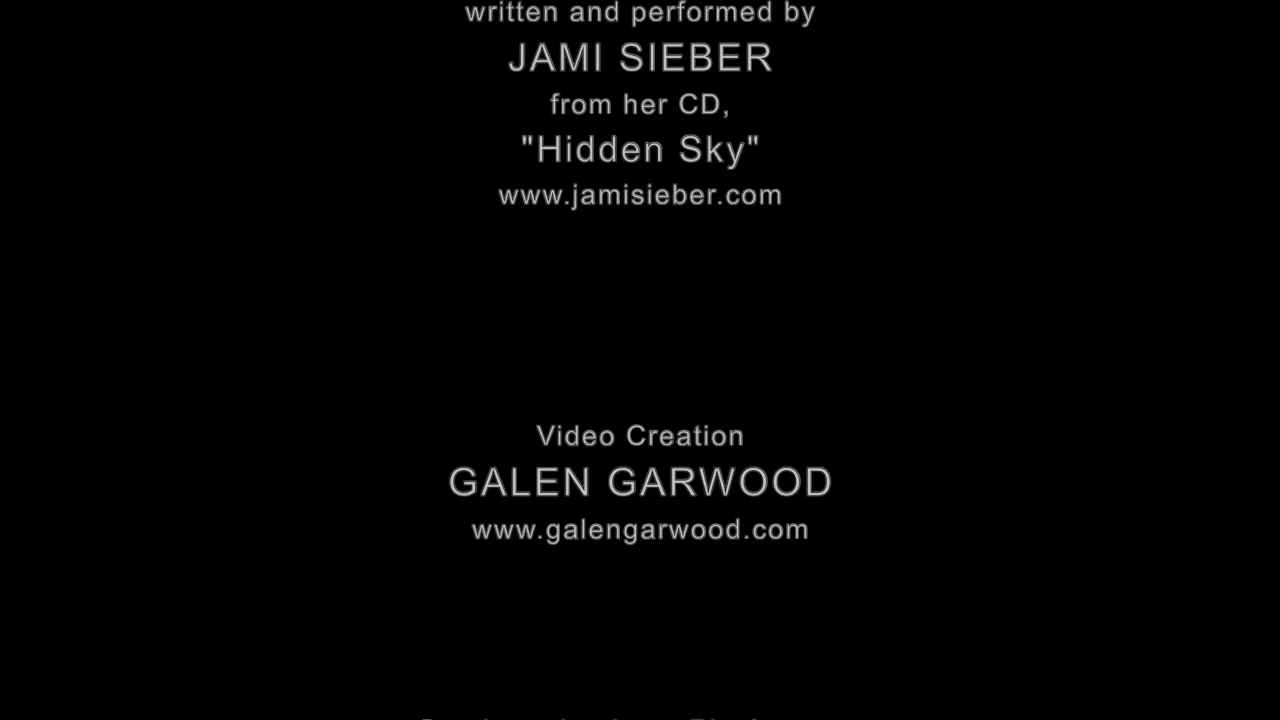 written and performed by
JAMI SIEBER
from her CD,
"Hidden Sky"
www.jamisieber.com
Video Creation
GALEN GARWOOD
www.galengarwood.com